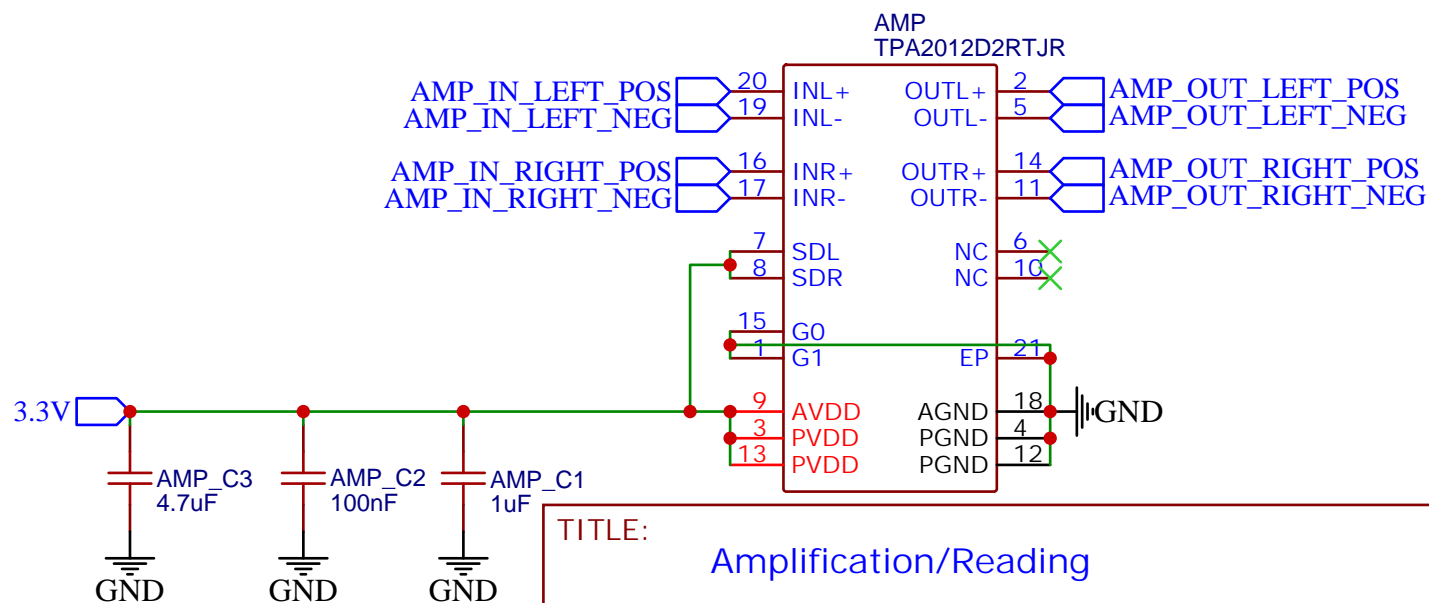 AMP
TPA2012D2RTJR
AMP_IN_LEFT_POS 20 INL+ OUTL+ 2 AMP_OUT_LEFT_POS
AMP_IN_LEFT_NEG 19 INL- OUTL- 5 AMP_OUT_LEFT_NEG
AMP_IN_RIGHT_POS 16 INR+ OUTR+ 14 AMP_OUT_RIGHT_POS
AMP_IN_RIGHT_NEG 17 INR- OUTR- 11 AMP_OUT_RIGHT_NEG
7 SDL NC 6
8 SDR NC 10
15 G0
1 G1 EP 21
3.3V 9 AVDD AGND 18 GND
3 PVDD PGND 4
13 PVDD PGND 12
AMP_C3 AMP_C2 AMP_C1
4.7uF 100nF 1uF
GND GND GND
TITLE:
Amplification/Reading